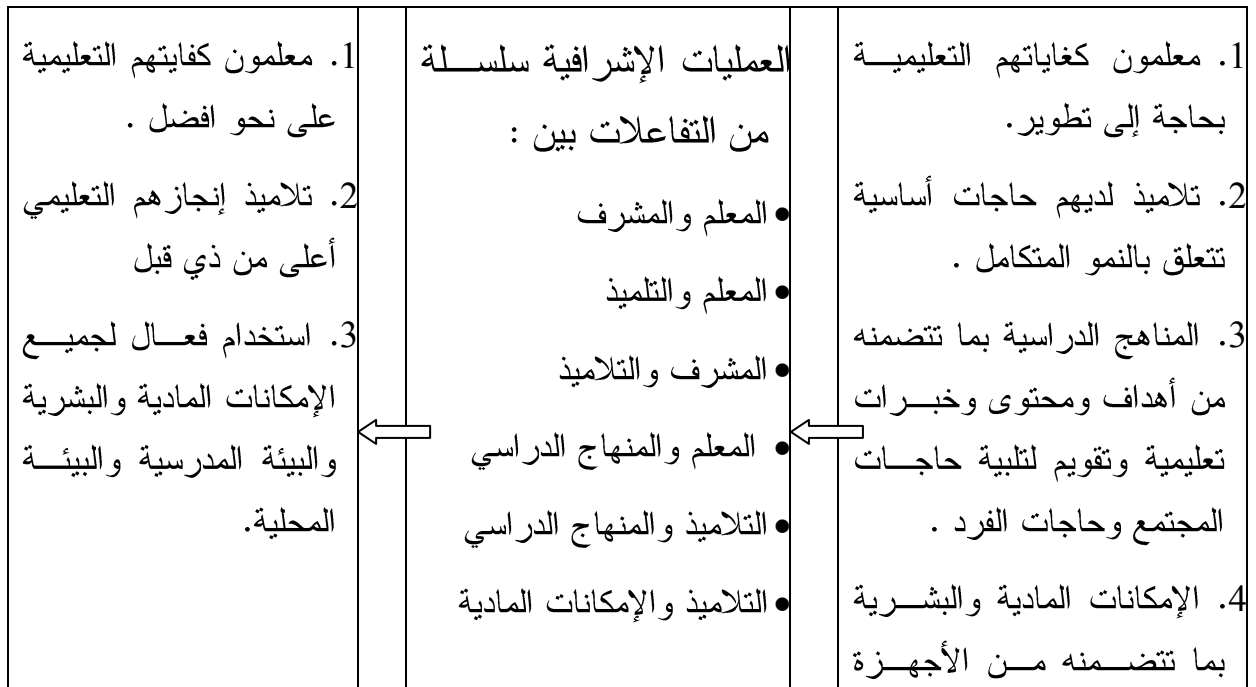 1. معلمون كغاياتهم التعليمية
بحاجة إلى تطوير.
2. تلاميذ لديهم حاجات أساسية
تتعلق بالنمو المتكامل .
3. المناهج الدراسية بما تتضمنه
من أهداف ومحتوى وخبرات
تعليمية وتقويم لتلبية حاجات
المجتمع وحاجات الفرد .
4. الإمكانات المادية والبشرية
بما تتضمنه من الأجهزة
العمليات الإشرافية سلسلة
من التفاعلات بين :
• المعلم والمشرف
• المعلم والتلميذ
• المشرف والتلاميذ
• المعلم والمنهاج الدراسي
• التلاميذ والمنهاج الدراسي
• التلاميذ والإمكانات المادية
1. معلمون كفايتهم التعليمية
على نحو افضل .
2. تلاميذ إنجازهم التعليمي
أعلى من ذي قبل
3. استخدام فعال لجميع
الإمكانات المادية والبشرية
والبيئة المدرسية والبيئة
المحلية.